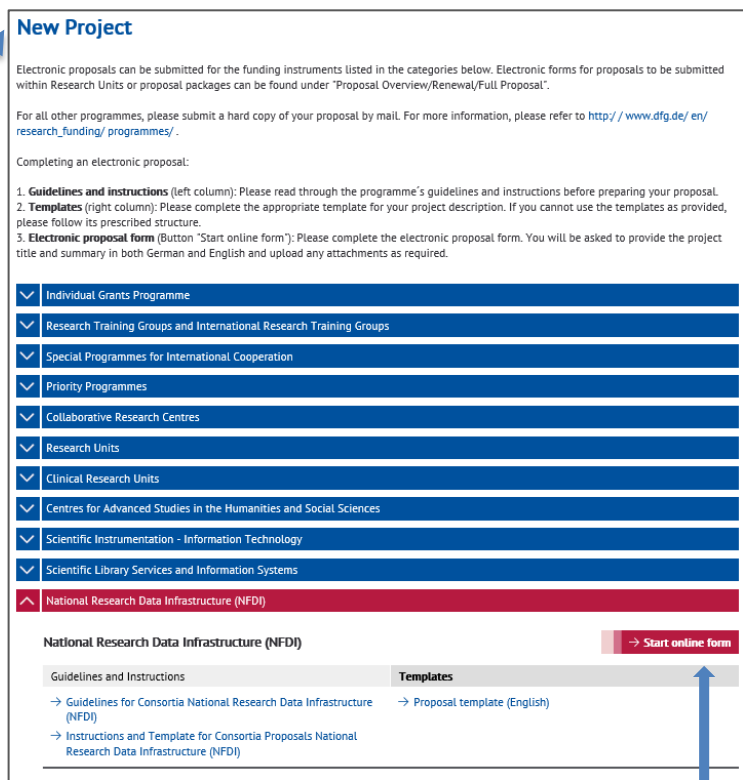 New Project
Electronic proposals can be submitted for the funding instruments listed in the categories below. Electronic forms for proposals to be submitted
within Research Units or proposal packages can be found under "Proposal Overview/Renewal/Full Proposal".
For all other programmes, please submit a hard copy of your proposal by mail. For more information, please refer to http:/ / www.dfg.de/ en/
research_funding/ programmes/ .
Completing an electronic proposal:
1. Guidelines and instructions (left column): Please read through the programme´s guidelines and instructions before preparing your proposal.
2. Templates (right column): Please complete the appropriate template for your project description. If you cannot use the templates as provided,
please follow its prescribed structure.
3. Electronic proposal form (Button "Start online form"): Please complete the electronic proposal form. You will be asked to provide the project
title and summary in both German and English and upload any attachments as required.
Individual Grants Programme
Research Training Groups and International Research Training Groups
Special Programmes for International Cooperation
Priority Programmes
Collaborative Research Centres
Research Units
Clinical Research Units
Centres for Advanced Studies in the Humanities and Social Sciences
Scientific Instrumentation - Information Technology
Scientific Library Services and Information Systems
National Research Data Infrastructure (NFDI)
National Research Data Infrastructure (NFDI)
→ Start online form
Guidelines and Instructions
Templates
→ Guidelines for Consortia National Research Data Infrastructure
(NFDI)
→ Proposal template (English)
→ Instructions and Template for Consortia Proposals National
Research Data Infrastructure (NFDI)